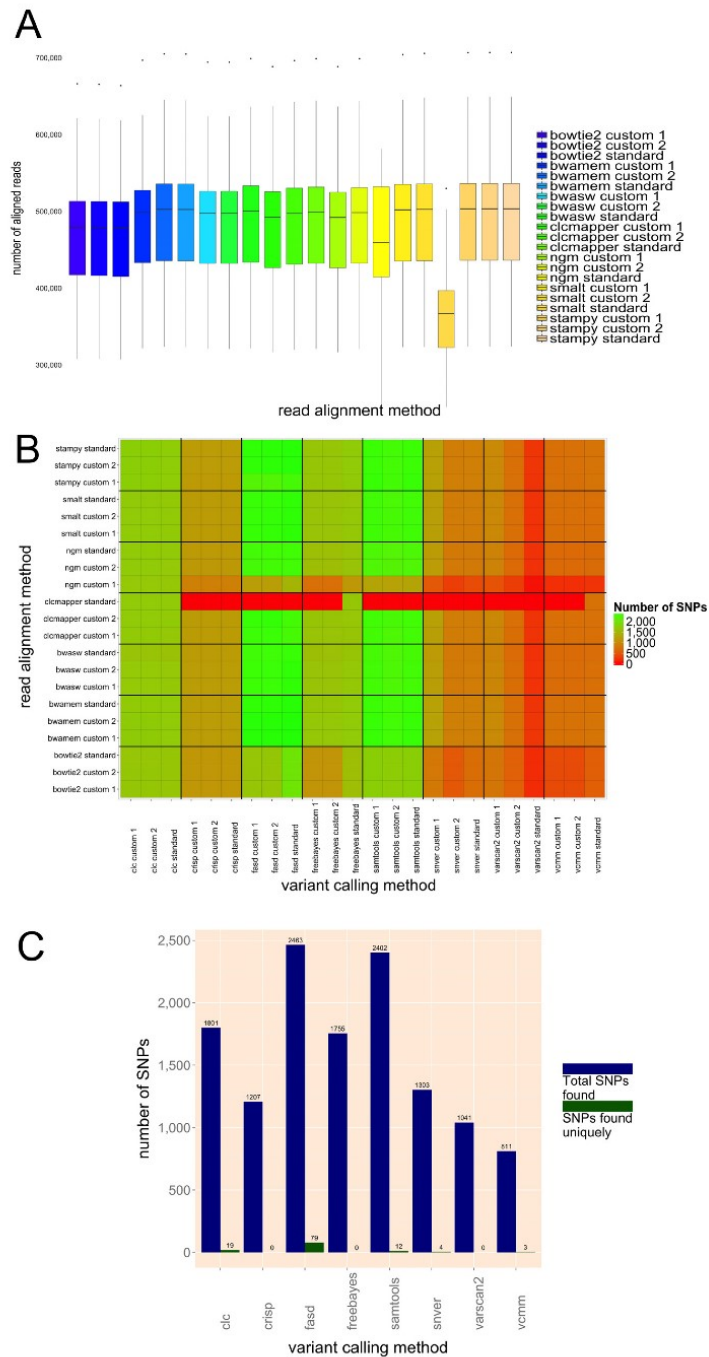 A
700,000
600,000
500,000
400,000
300,000
number of aligned reads
read alignment method
bowtie2 custom 1
bowtie2 custom 2
bowtie2 standard
bwamem custom 1
bwamem custom 2
bwamem standard
bwasw custom 1
bwasw custom 2
bwasw standard
clcmapper custom 1
clcmapper custom 2
clcmapper standard
ngm custom 1
ngm custom 2
ngm standard
smalt custom 1
smalt custom 2
smalt standard
stampy custom 1
stampy custom 2
stampy standard
B
read alignment method
stampy standard
stampy custom 2
stampy custom 1
smalt standard
smalt custom 2
smalt custom 1
ngm standard
ngm custom 2
ngm custom 1
clcmapper standard
clcmapper custom 2
clcmapper custom 1
bwasw standard
bwasw custom 2
bwasw custom 1
bwamem standard
bwamem custom 2
bwamem custom 1
bowtie2 standard
bowtie2 custom 2
bowtie2 custom 1
Number of SNPs
2,000
1,500
1,000
500
0
clc custom 1
clc custom 2
clc standard
crisp custom 1
crisp custom 2
crisp standard
fasd custom 1
fasd custom 2
fasd standard
freebayes custom 1
freebayes custom 2
freebayes standard
samtools custom 1
samtools custom 2
samtools standard
snver custom 1
snver custom 2
snver standard
varscan2 custom 1
varscan2 custom 2
varscan2 standard
vcmm custom 1
vcmm custom 2
vcmm standard
variant calling method
C
number of SNPs
2,500
2,000
1,500
1,000
500
0
1801
19
1207
0
2463
79
1755
0
2402
12
1303
4
1041
0
811
3
clc
crisp
fasd
freebayes
samtools
snver
varscan2
vcmm
variant calling method
Total SNPs
found
SNPs found
uniquely